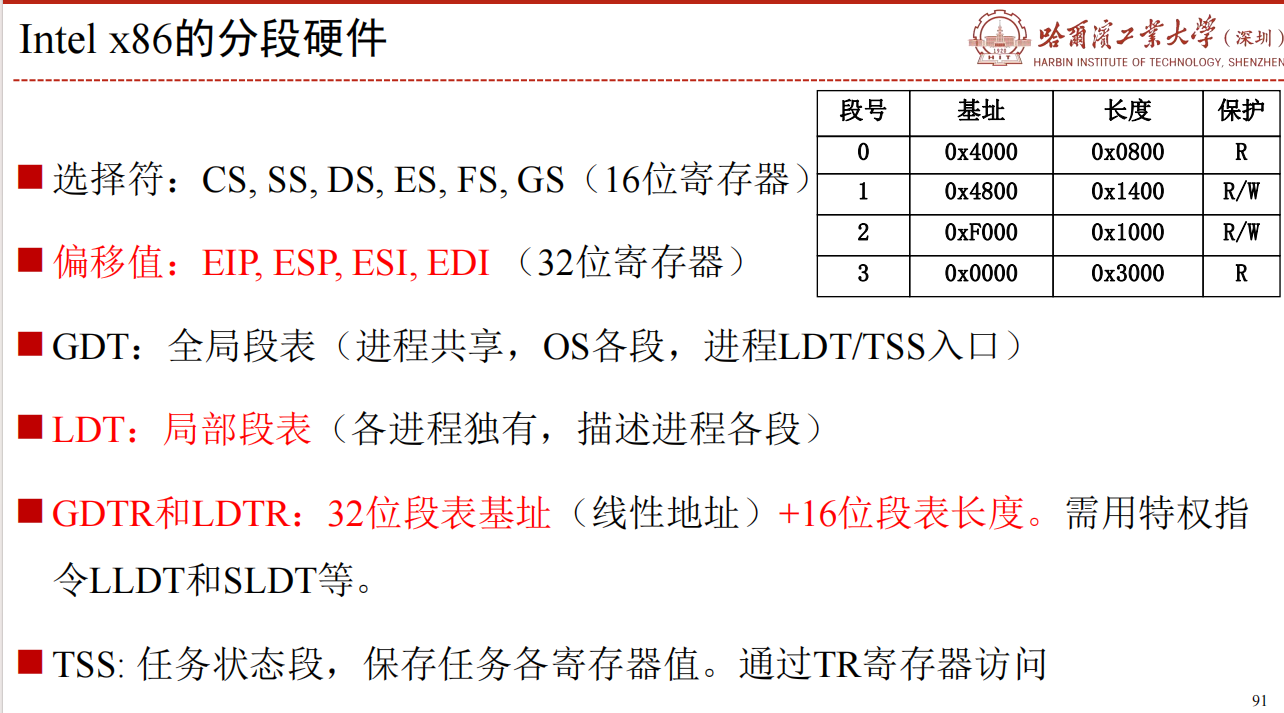 Intel x86的分段硬件
哈尔滨工业大学(深圳)
HARBIN INSTITUTE OF TECHNOLOGY, SHENZHEN
段号 基址 长度 保护
0 0x4000 0x0800 R
1 0x4800 0x1400 R/W
2 0xF000 0x1000 R/W
3 0x0000 0x3000 R
选择符：CS, SS, DS, ES, FS, GS（16位寄存器）
偏移值：EIP, ESP, ESI, EDI （32位寄存器）
GDT：全局段表（进程共享，OS各段，进程LDT/TSS入口）
LDT：局部段表（各进程独有，描述进程各段）
GDTR和LDTR：32位段表基址（线性地址）+16位段表长度。需用特权指
令LLDT和SLDT等。
TSS: 任务状态段，保存任务各寄存器值。通过TR寄存器访问
91